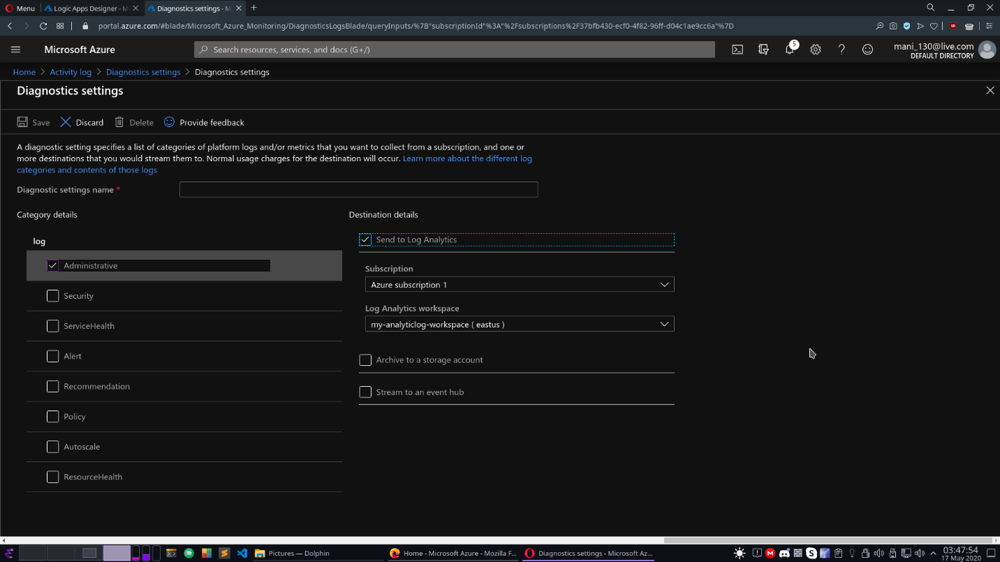 Menu
Logic Apps Designer - M
Diagnostics settings - M
portal.azure.com/#blade/Microsoft_Azure_Monitoring/DiagnosticsLogsBlade/queryInputs/%7B"subscriptionId"%3A"%2Fsubscriptions%2F37bfb430-ecf0-4f82-96ff-d04c1ae9cc6a"%7D
Microsoft Azure
Search resources, services, and docs (G+/)
5
mani_130@live.com
DEFAULT DIRECTORY
Home > Activity log > Diagnostics settings > Diagnostics settings
Diagnostics settings
Save
Discard
Delete
Provide feedback
A diagnostic setting specifies a list of categories of platform logs and/or metrics that you want to collect from a subscription, and one or
more destinations that you would stream them to. Normal usage charges for the destination will occur. Learn more about the different log
categories and contents of those logs
Diagnostic settings name *
Category details
Destination details
log
Administrative
Security
ServiceHealth
Alert
Recommendation
Policy
Autoscale
ResourceHealth
Send to Log Analytics
Subscription
Azure subscription 1
Log Analytics workspace
my-analyticlog-workspace ( eastus )
Archive to a storage account
Stream to an event hub
Pictures — Dolphin
Home - Microsoft Azure - Mozilla F...
Diagnostics settings - Microsoft Az...
03:47:54
17 May 2020